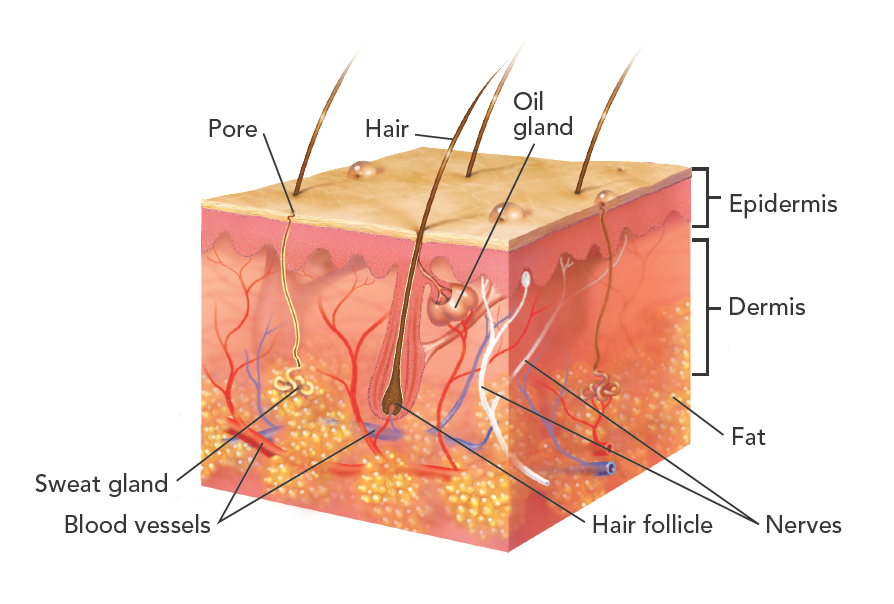 Oil
gland
Pore
Hair
Epidermis
Dermis
Fat
Sweat gland
Blood vessels
Hair follicle
Nerves